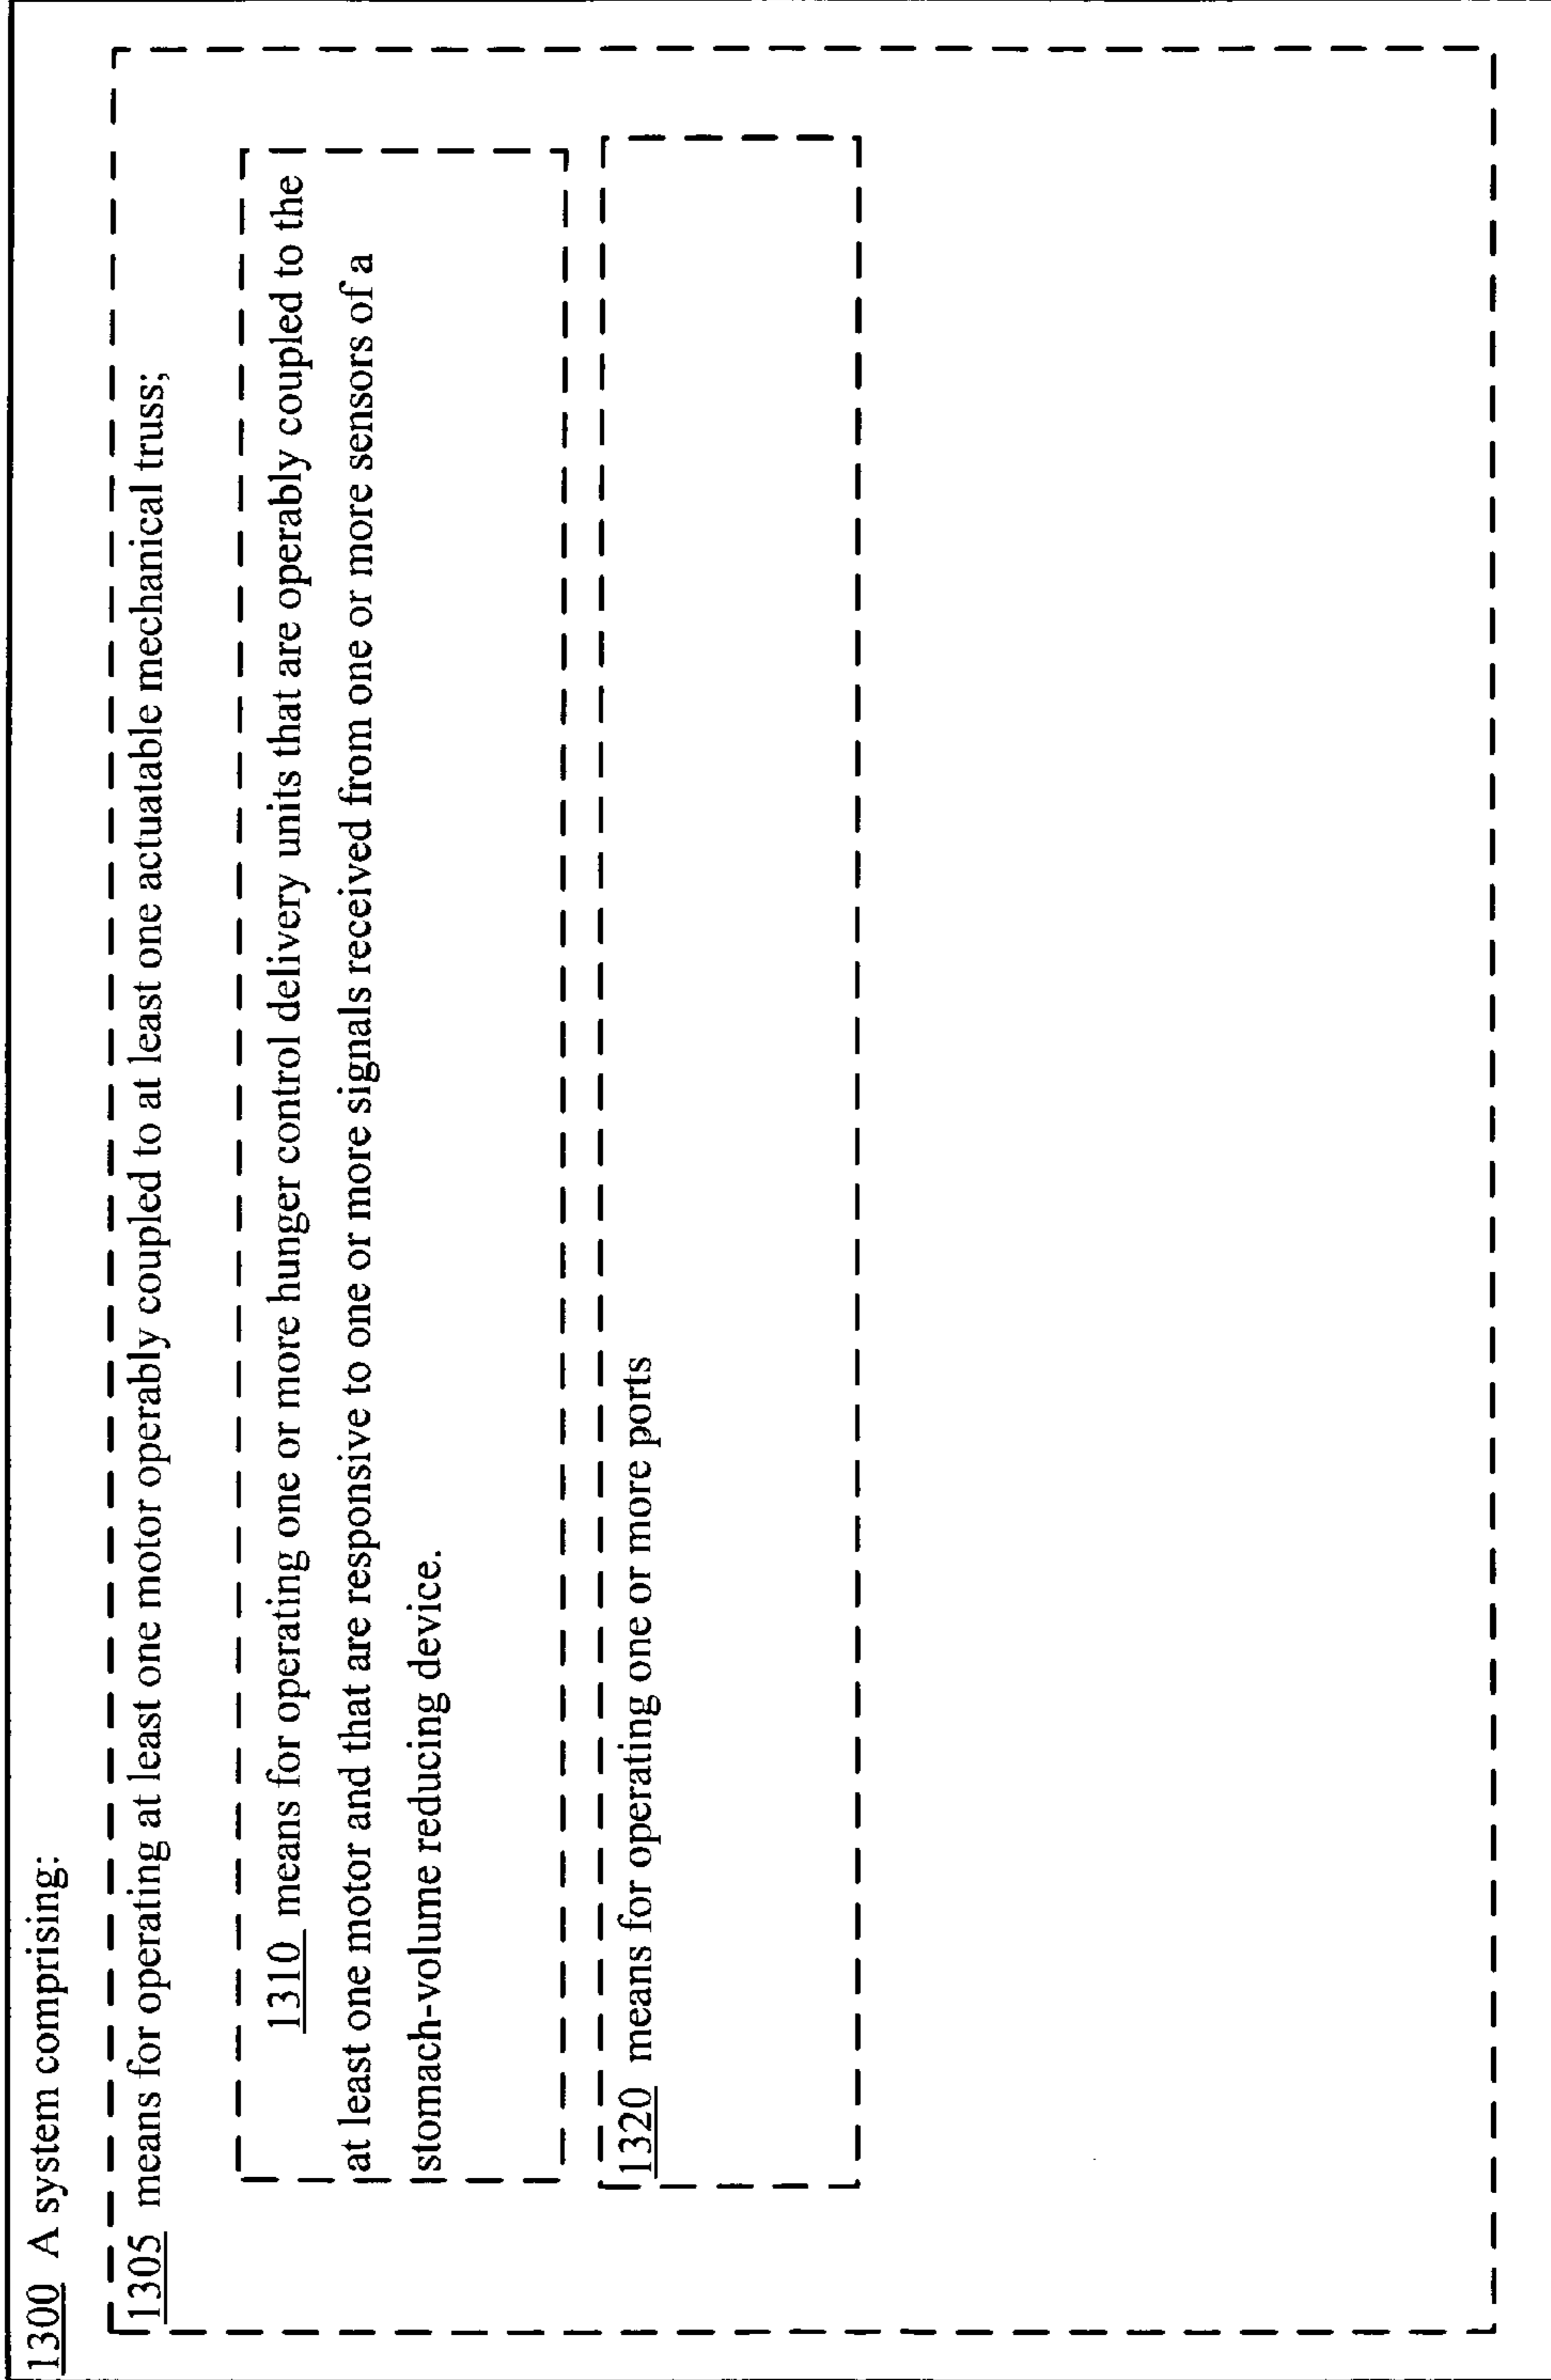 1300 A system comprising:
1305 means for operating at least one motor operably coupled to at least one actuatable mechanical truss;
1310 means for operating one or more hunger control delivery units that are operably coupled to the
at least one motor and that are responsive to one or more signals received from one or more sensors of a
stomach-volume reducing device.
1320 means for operating one or more ports